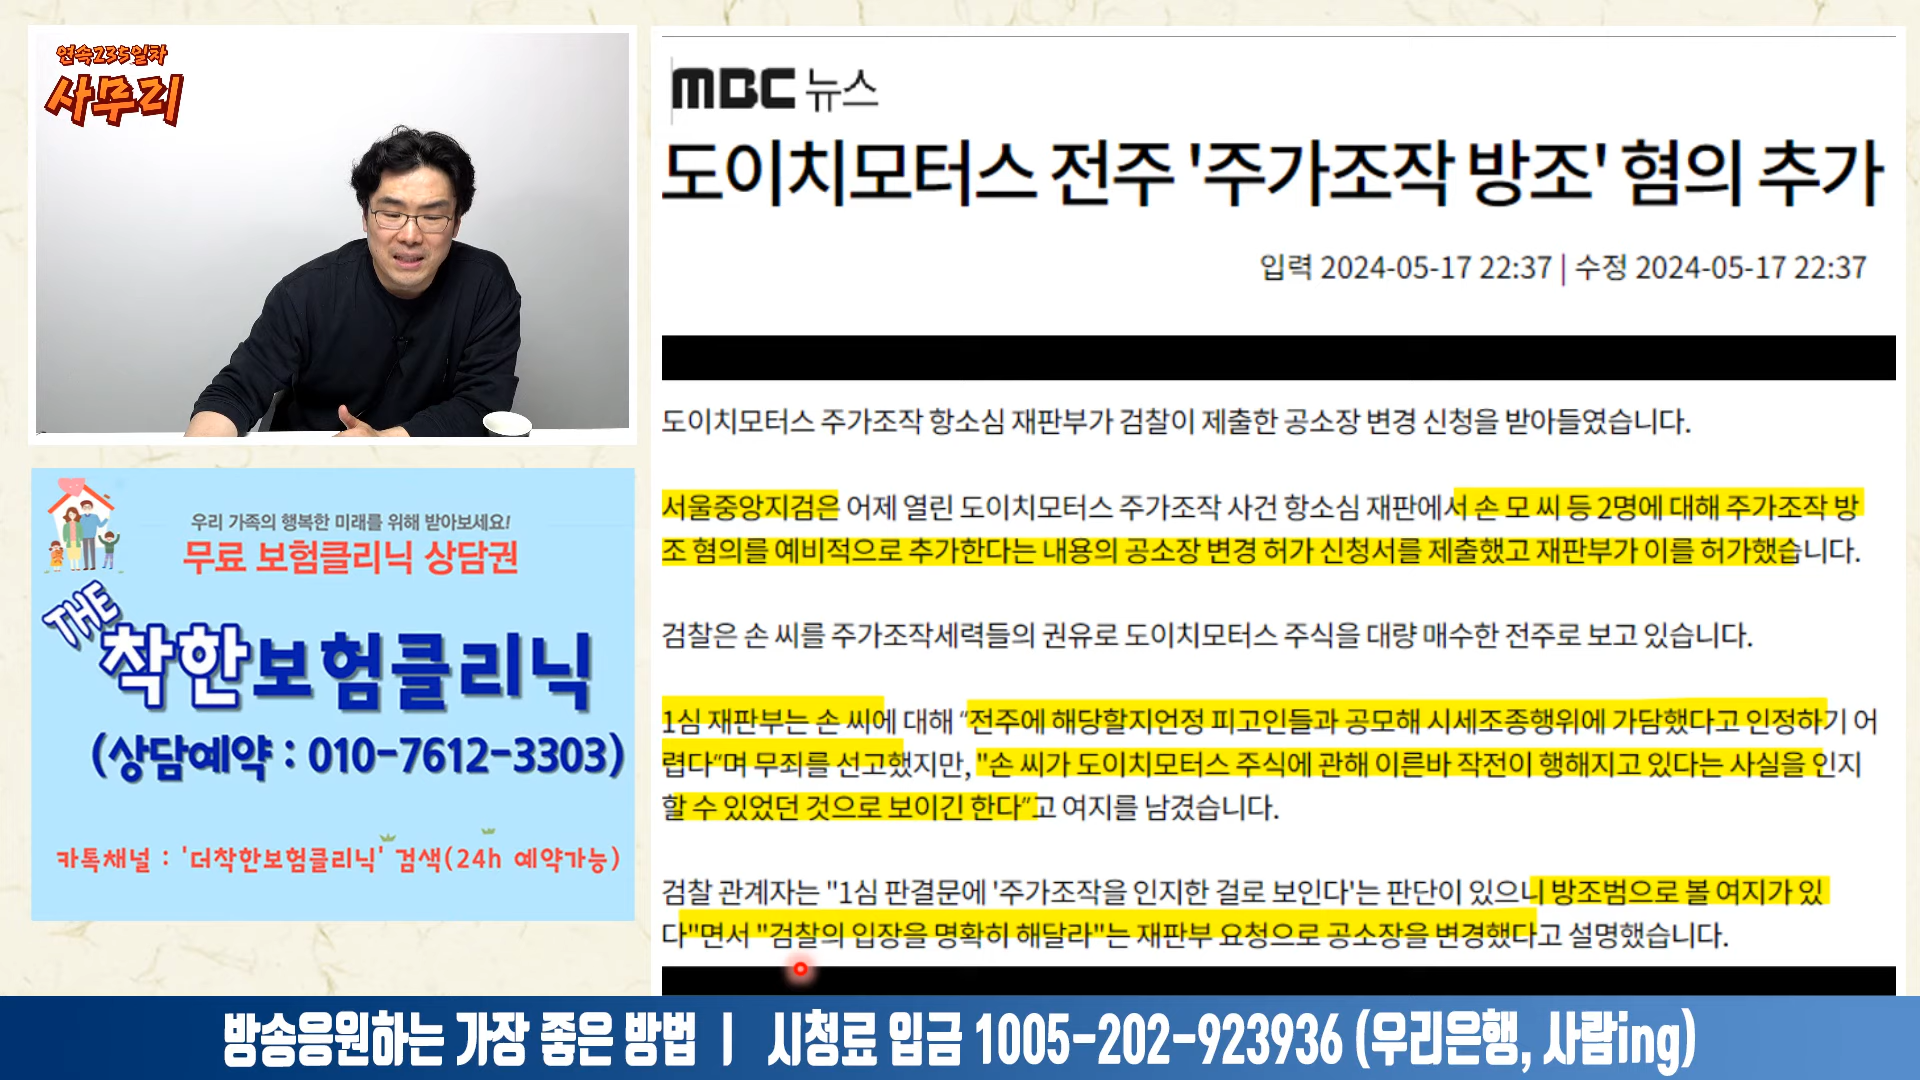 연속235일차
사무리
우리 가족의 행복한 미래를 위해 받아보세요!
무료 보험클리닉 상담권
THE
착한보험클리닉
(상담예약 : 010-7612-3303)
카톡채널 : '더착한보험클리닉' 검색(24h 예약가능)
MBC 뉴스
도이치모터스 전주 '주가조작 방조' 혐의 추가
입력 2024-05-17 22:37 | 수정 2024-05-17 22:37
도이치모터스 주가조작 항소심 재판부가 검찰이 제출한 공소장 변경 신청을 받아들였습니다.
서울중앙지검은 어제 열린 도이치모터스 주가조작 사건 항소심 재판에서 손 모 씨 등 2명에 대해 주가조작 방
조 혐의를 예비적으로 추가한다는 내용의 공소장 변경 허가 신청서를 제출했고 재판부가 이를 허가했습니다.
검찰은 손 씨를 주가조작세력들의 권유로 도이치모터스 주식을 대량 매수한 전주로 보고 있습니다.
1심 재판부는 손 씨에 대해 “전주에 해당할지언정 피고인들과 공모해 시세조종행위에 가담했다고 인정하기 어
렵다“며 무죄를 선고했지만, "손 씨가 도이치모터스 주식에 관해 이른바 작전이 행해지고 있다는 사실을 인지
할 수 있었던 것으로 보이긴 한다”고 여지를 남겼습니다.
검찰 관계자는 "1심 판결문에 '주가조작을 인지한 걸로 보인다'는 판단이 있으니 방조범으로 볼 여지가 있
다"면서 "검찰의 입장을 명확히 해달라"는 재판부 요청으로 공소장을 변경했다고 설명했습니다.
방송응원하는 가장 좋은 방법 | 시청료 입금 1005-202-923936 (우리은행, 사람ing)